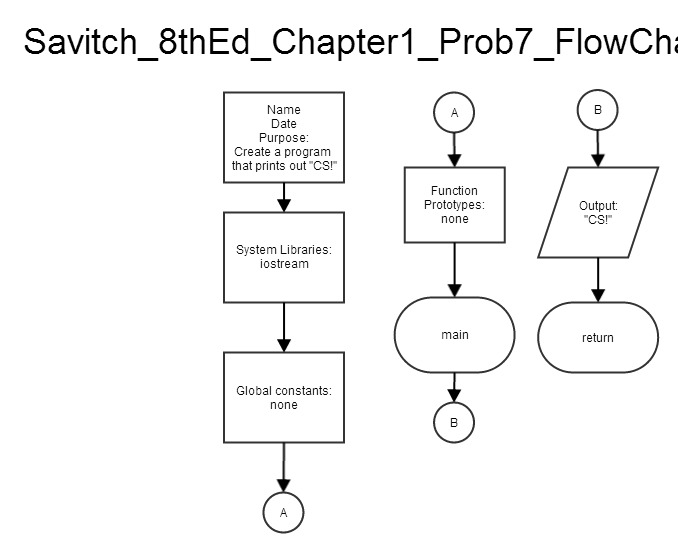 Savitch_8thEd_Chapter1_Prob7_FlowCha
Name
Date
Purpose:
Create a program
that prints out "CS!"
System Libraries:
iostream
Global constants:
none
A
A
Function
Prototypes:
none
main
B
B
Output:
"CS!"
return